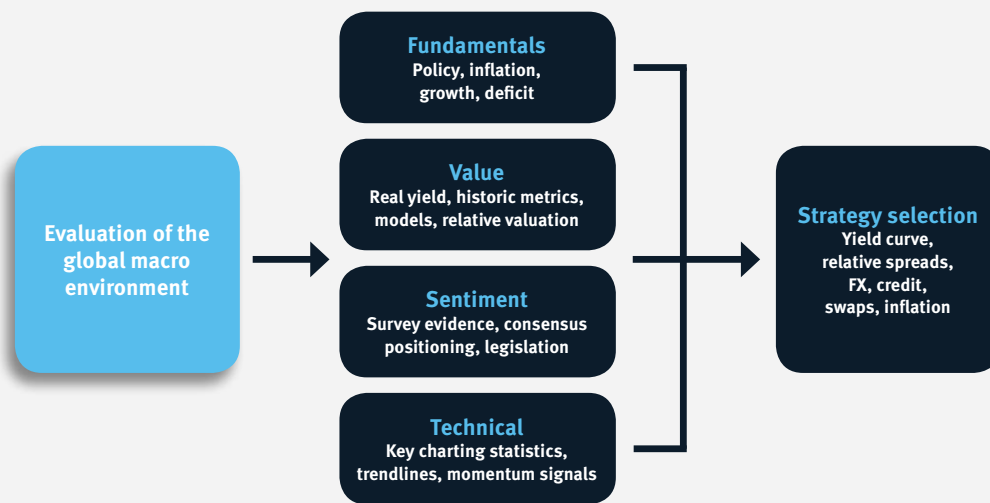 Evaluation of the
global macro
environment
Fundamentals
Policy, inflation,
growth, deficit
Value
Real yield, historic metrics,
models, relative valuation
Sentiment
Survey evidence, consensus
positioning, legislation
Technical
Key charting statistics,
trendlines, momentum signals
Strategy selection
Yield curve,
relative spreads,
FX, credit,
swaps, inflation